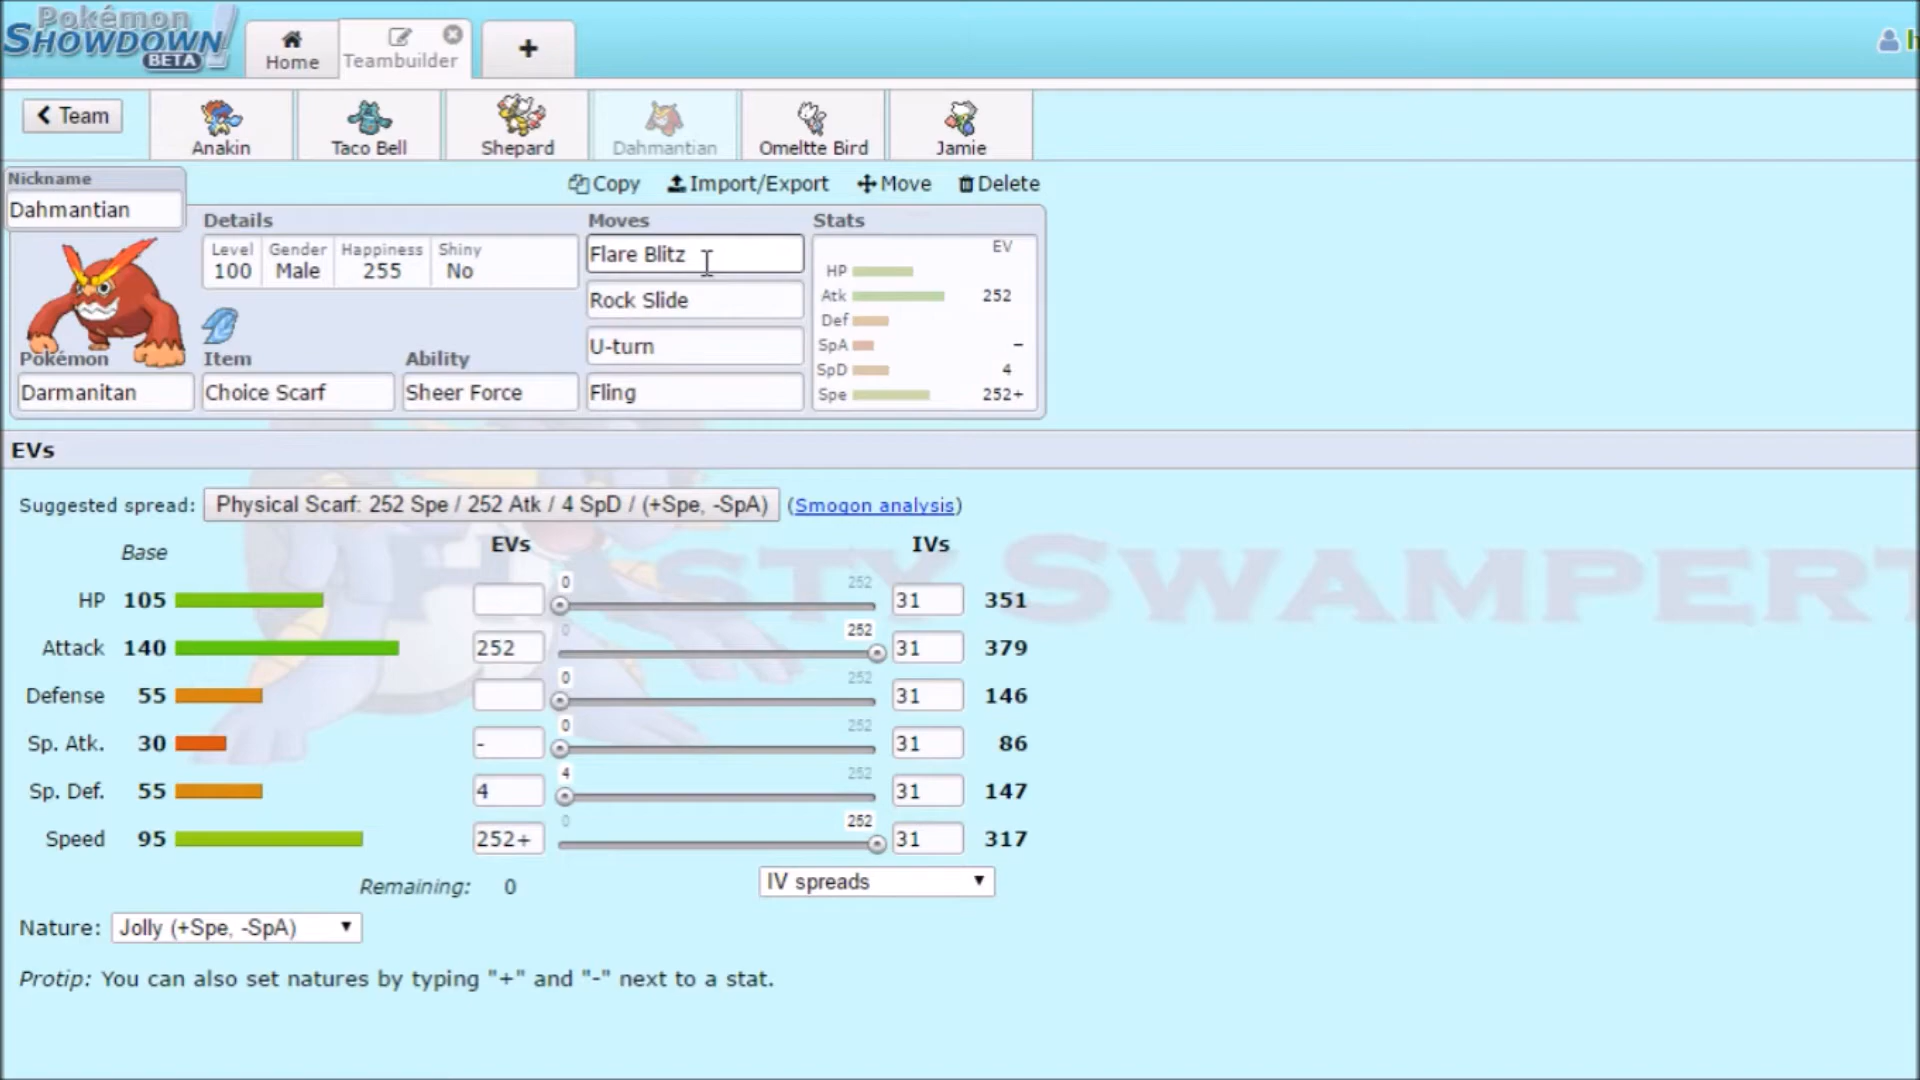 Pokémon
SHOWDOWN!
BETA
Home
Teambuilder
+
Team
Anakin
Taco Bell
Shepard
Dahmantian
Omeltte Bird
Jamie
Nickname
Dahmantian
Copy
Import/Export
Move
Delete
Details
Level
100
Gender
Male
Happiness
255
Shiny
No
Pokémon
Darmanitan
Item
Choice Scarf
Ability
Sheer Force
Moves
Flare Blitz
Rock Slide
U-turn
Fling
Stats
EV
HP
Atk 252
Def
SpA –
SpD 4
Spe 252+
EVs
Suggested spread: Physical Scarf: 252 Spe / 252 Atk / 4 SpD / (+Spe, -SpA) (Smogon analysis)
Base EVs IVs
HP 105 0 252 31 351
Attack 140 252 0 252 31 379
Defense 55 0 252 31 146
Sp. Atk. 30 - 0 252 31 86
Sp. Def. 55 4 4 252 31 147
Speed 95 252+ 0 252 31 317
Remaining: 0
IV spreads
Nature: Jolly (+Spe, -SpA)
Protip: You can also set natures by typing "+" and "-" next to a stat.
SWAMPERT